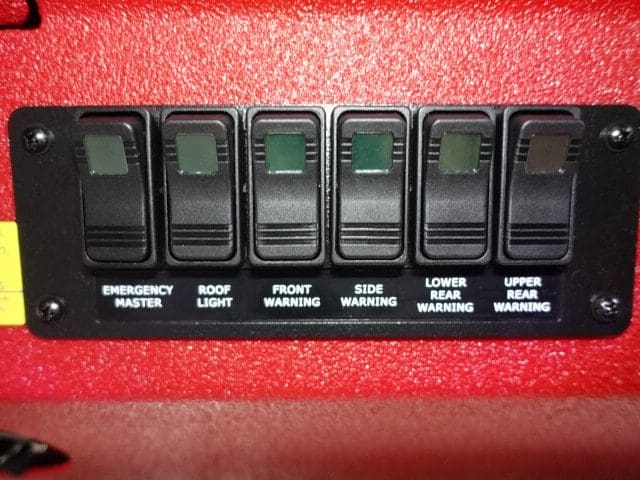 EMERGENCY
MASTER
ROOF
LIGHT
FRONT
WARNING
SIDE
WARNING
LOWER
REAR
WARNING
UPPER
REAR
WARNING